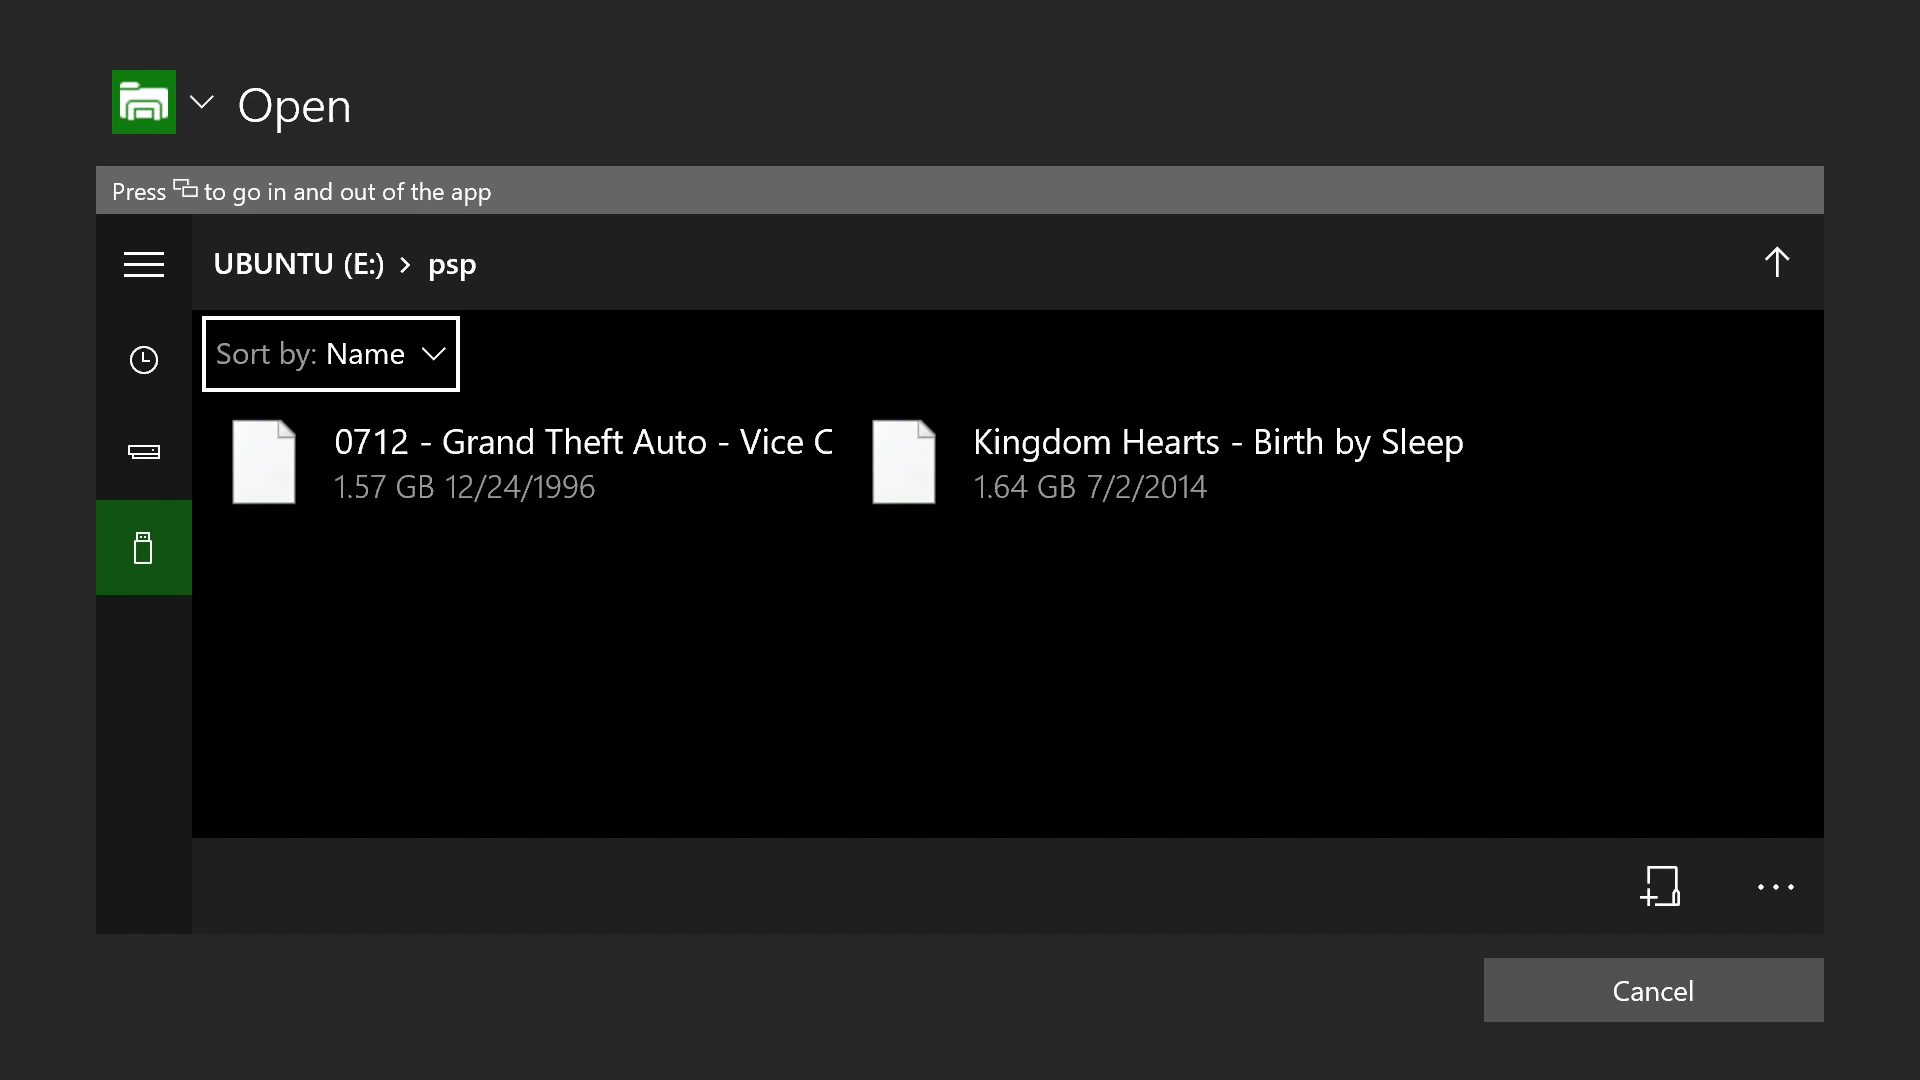 Open
Press to go in and out of the app
UBUNTU (E:) > psp
Sort by: Name
0712 - Grand Theft Auto - Vice C
1.57 GB 12/24/1996
Kingdom Hearts - Birth by Sleep
1.64 GB 7/2/2014
Cancel